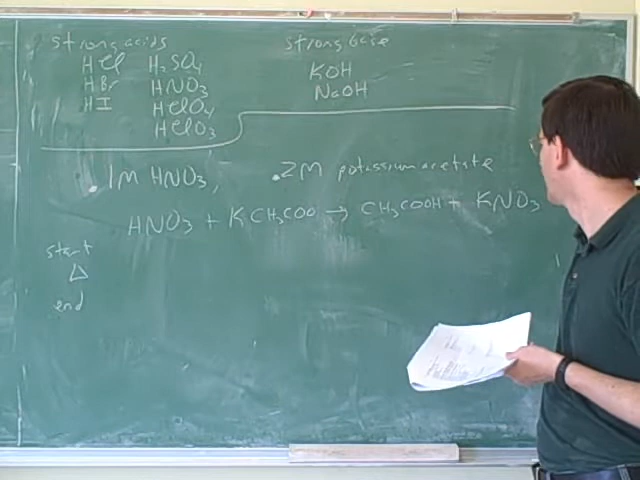 strong acids
HCl H₂SO₄
HBr HNO₃
HI HClO₄
HClO₃
strong base
KOH
NaOH
.1M HNO₃, .2M potassium acetate
HNO₃ + KCH₃COO → CH₃COOH + KNO₃
start
△
end